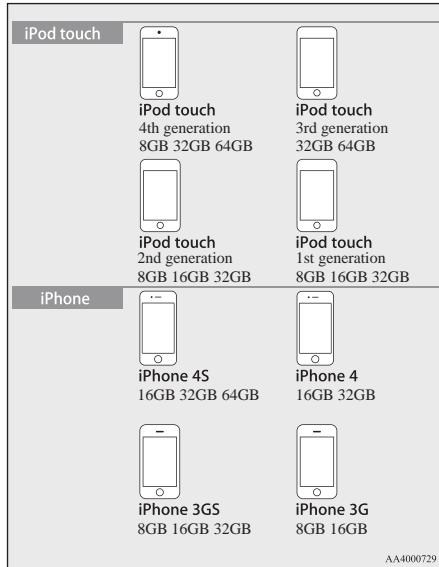 iPod touch
iPod touch
4th generation
8GB 32GB 64GB
iPod touch
3rd generation
32GB 64GB
iPod touch
2nd generation
8GB 16GB 32GB
iPod touch
1st generation
8GB 16GB 32GB
iPhone
iPhone 4S
16GB 32GB 64GB
iPhone 4
16GB 32GB
iPhone 3GS
8GB 16GB 32GB
iPhone 3G
8GB 16GB
AA4000729